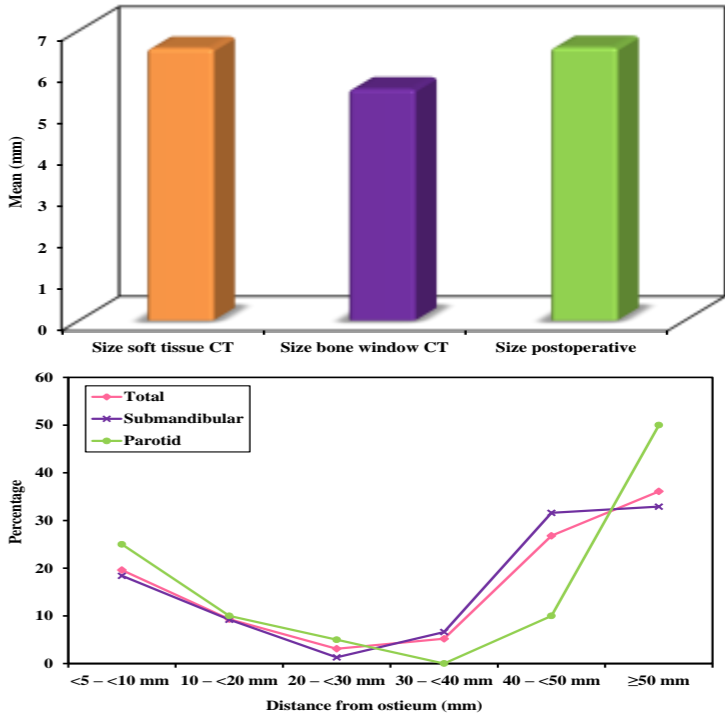 7
6
5
4
3
2
1
0
Mean (mm)
Size soft tissue CT Size bone window CT Size postoperative
60
50
40
30
20
10
0
Percentage
Total
Submandibular
Parotid
<5 – <10 mm 10 – <20 mm 20 – <30 mm 30 – <40 mm 40 – <50 mm ≥50 mm
Distance from ostieum (mm)